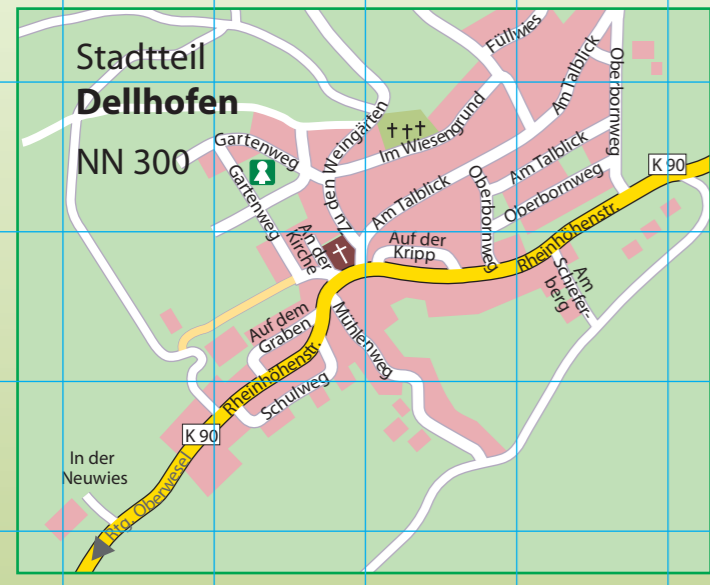 Stadtteil
Dellhofen
NN 300
Füllwies
Am Talblick
Oberbornweg
K 90
Zu den Weingärten
Im Wiesengrund
Gartenweg
Gartenweg
Am Talblick
Oberbornweg
Am Talblick
Oberbornweg
An der
Kirche
Auf der
Kripp
Rheinhöhenstr.
Am
Schiefer-
berg
Auf dem
Graben
Mühlenweg
Rheinhöhenstr.
Schulweg
K 90
In der
Neuwies
Rtg. Oberwesel